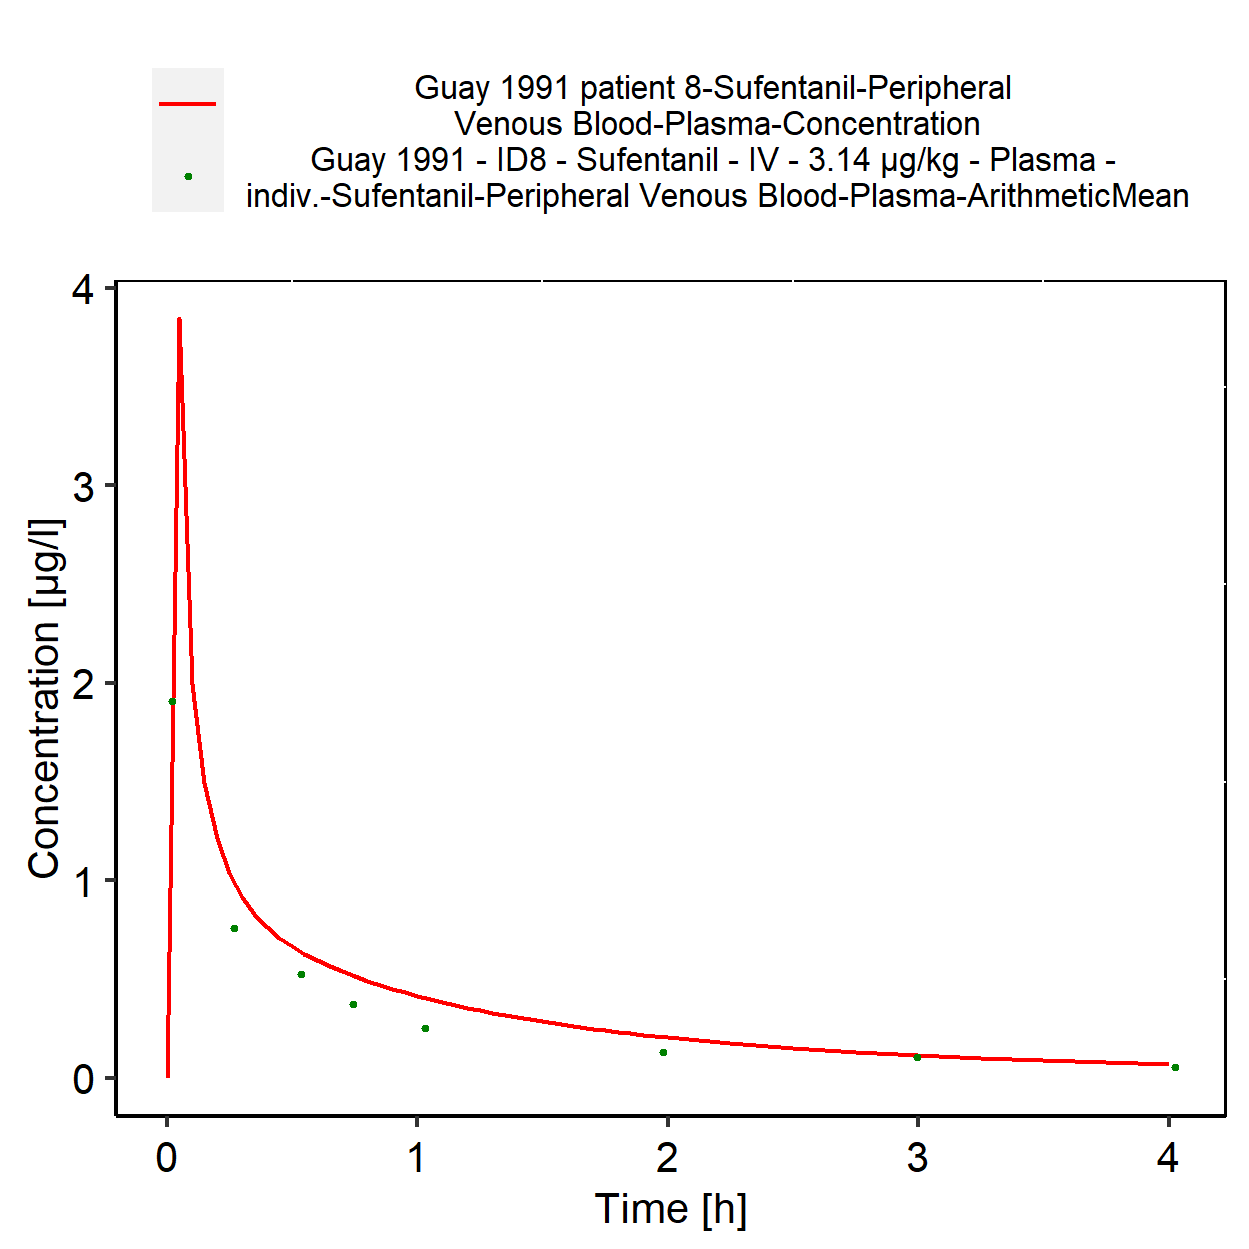 Guay 1991 patient 8-Sufentanil-Peripheral
Venous Blood-Plasma-Concentration
Guay 1991 - ID8 - Sufentanil - IV - 3.14 µg/kg - Plasma -
indiv.-Sufentanil-Peripheral Venous Blood-Plasma-ArithmeticMean
4
3
2
1
0
Concentration [µg/l]
0 1 2 3 4
Time [h]